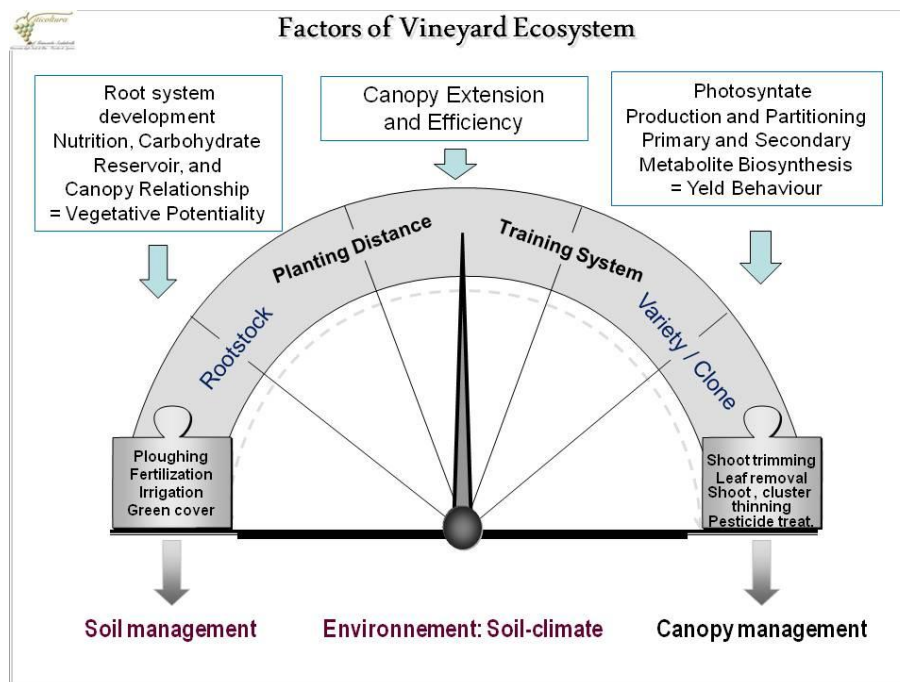 Factors of Vineyard Ecosystem
Root system
development
Nutrition, Carbohydrate
Reservoir, and
Canopy Relationship
= Vegetative Potentiality
Canopy Extension
and Efficiency
Photosyntate
Production and Partitioning
Primary and Secondary
Metabolite Biosynthesis
= Yeld Behaviour
Rootstock
Planting Distance
Training System
Variety / Clone
Ploughing
Fertilization
Irrigation
Green cover
Shoot trimming
Leaf removal
Shoot , cluster
thinning
Pesticide treat.
Soil management
Environnement: Soil-climate
Canopy management